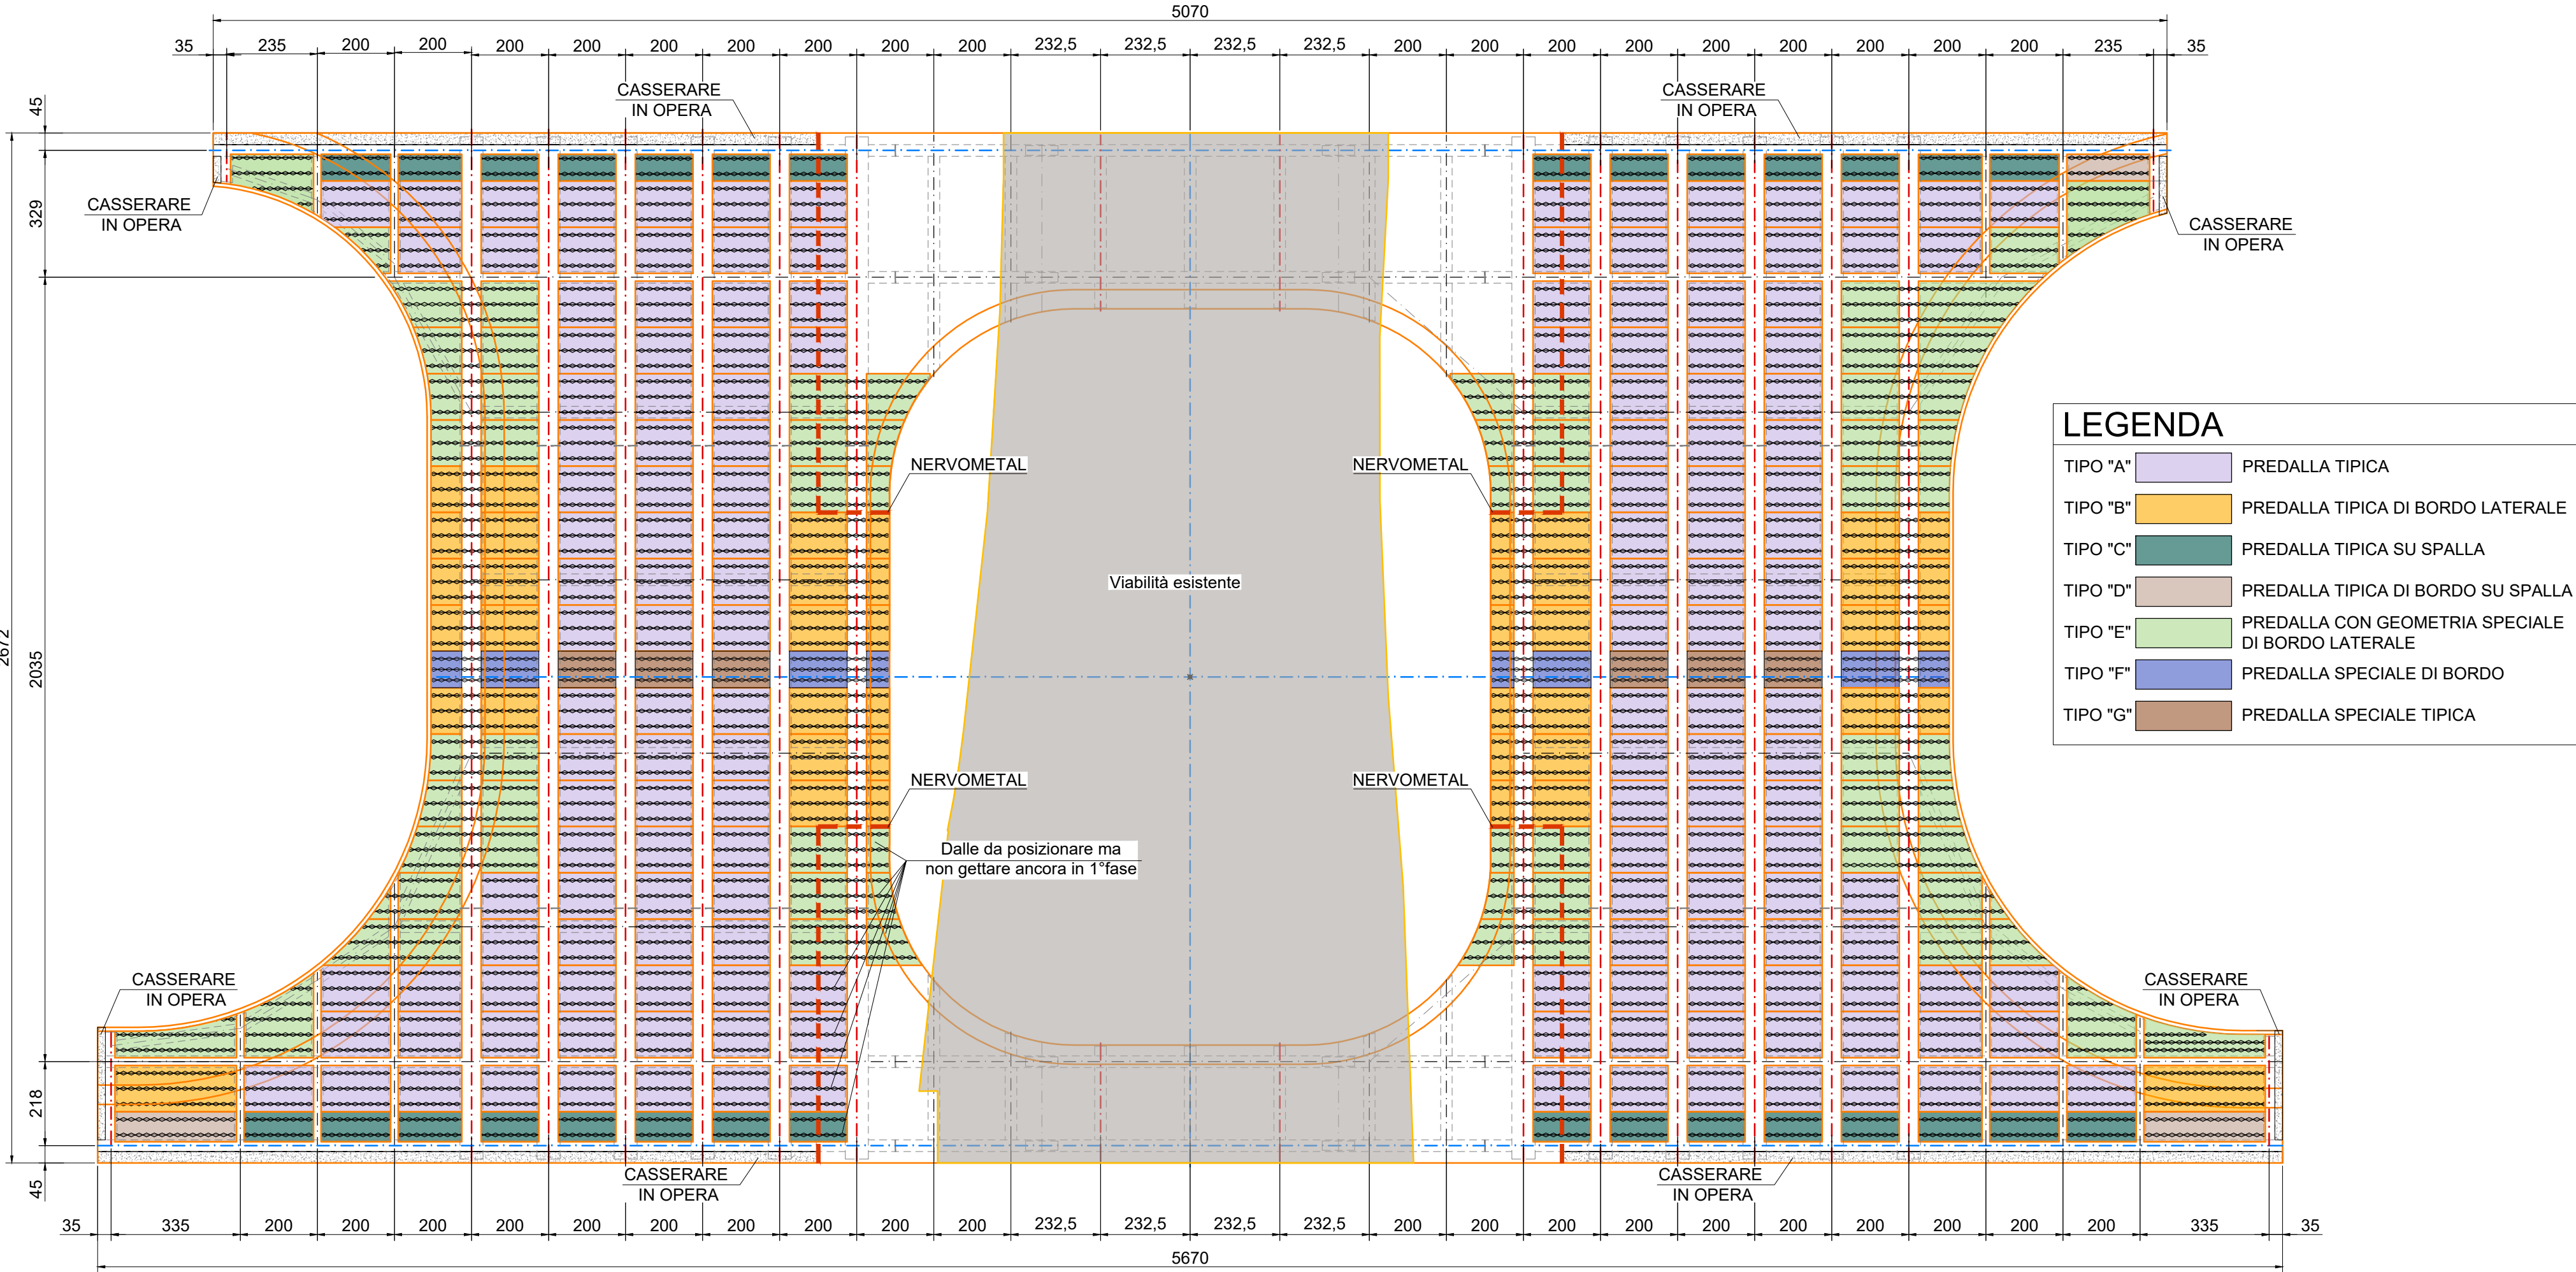 5070
35 235 200 200 200 200 200 200 200 200 200 232,5 232,5 232,5 232,5 200 200 200 200 200 200 200 200 200 235 35
CASSERARE
IN OPERA
CASSERARE
IN OPERA
45
329
2035
2672
218
45
CASSERARE
IN OPERA
CASSERARE
IN OPERA
NERVOMETAL
NERVOMETAL
LEGENDA
TIPO "A" PREDALLA TIPICA
TIPO "B" PREDALLA TIPICA DI BORDO LATERALE
TIPO "C" PREDALLA TIPICA SU SPALLA
TIPO "D" PREDALLA TIPICA DI BORDO SU SPALLA
TIPO "E" PREDALLA CON GEOMETRIA SPECIALE
DI BORDO LATERALE
TIPO "F" PREDALLA SPECIALE DI BORDO
TIPO "G" PREDALLA SPECIALE TIPICA
Viabilità esistente
NERVOMETAL
NERVOMETAL
Dalle da posizionare ma
non gettare ancora in 1°fase
CASSERARE
IN OPERA
CASSERARE
IN OPERA
CASSERARE
IN OPERA
CASSERARE
IN OPERA
35 335 200 200 200 200 200 200 200 200 200 200 232,5 232,5 232,5 232,5 200 200 200 200 200 200 200 200 200 200 335 35
5670